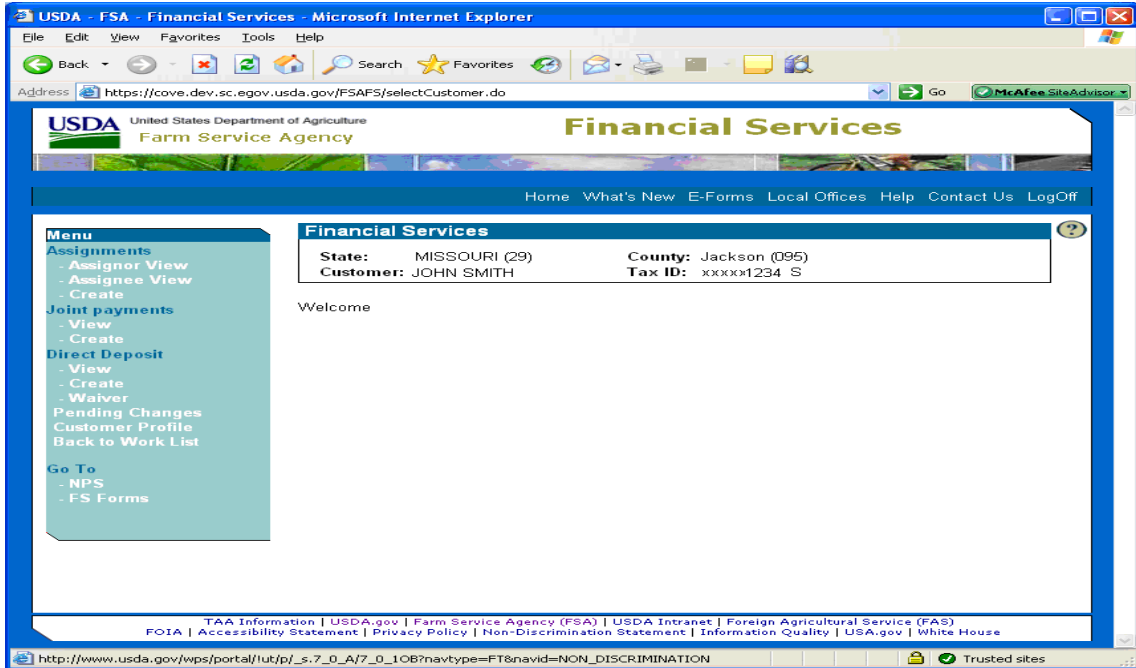 USDA - FSA - Financial Services - Microsoft Internet Explorer
File Edit View Favorites Tools Help
Back Search Favorites
Address https://cove.dev.sc.egov.usda.gov/FSAFS/selectCustomer.do Go McAfee SiteAdvisor
USDA United States Department of Agriculture
Farm Service Agency
Financial Services
Home What's New E-Forms Local Offices Help Contact Us LogOff
Menu
Assignments
- Assignor View
- Assignee View
- Create
Joint payments
- View
- Create
Direct Deposit
- View
- Create
- Waiver
Pending Changes
Customer Profile
Back to Work List
Go To
- NPS
- FS Forms
Financial Services
?
State: MISSOURI (29) County: Jackson (095)
Customer: JOHN SMITH Tax ID: xxxxx1234 S
Welcome
TAA Information | USDA.gov | Farm Service Agency (FSA) | USDA Intranet | Foreign Agricultural Service (FAS)
FOIA | Accessibility Statement | Privacy Policy | Non-Discrimination Statement | Information Quality | USA.gov | White House
http://www.usda.gov/wps/portal/!ut/p/_s.7_0_A/7_0_1OB?navtype=FT&navid=NON_DISCRIMINATION Trusted sites